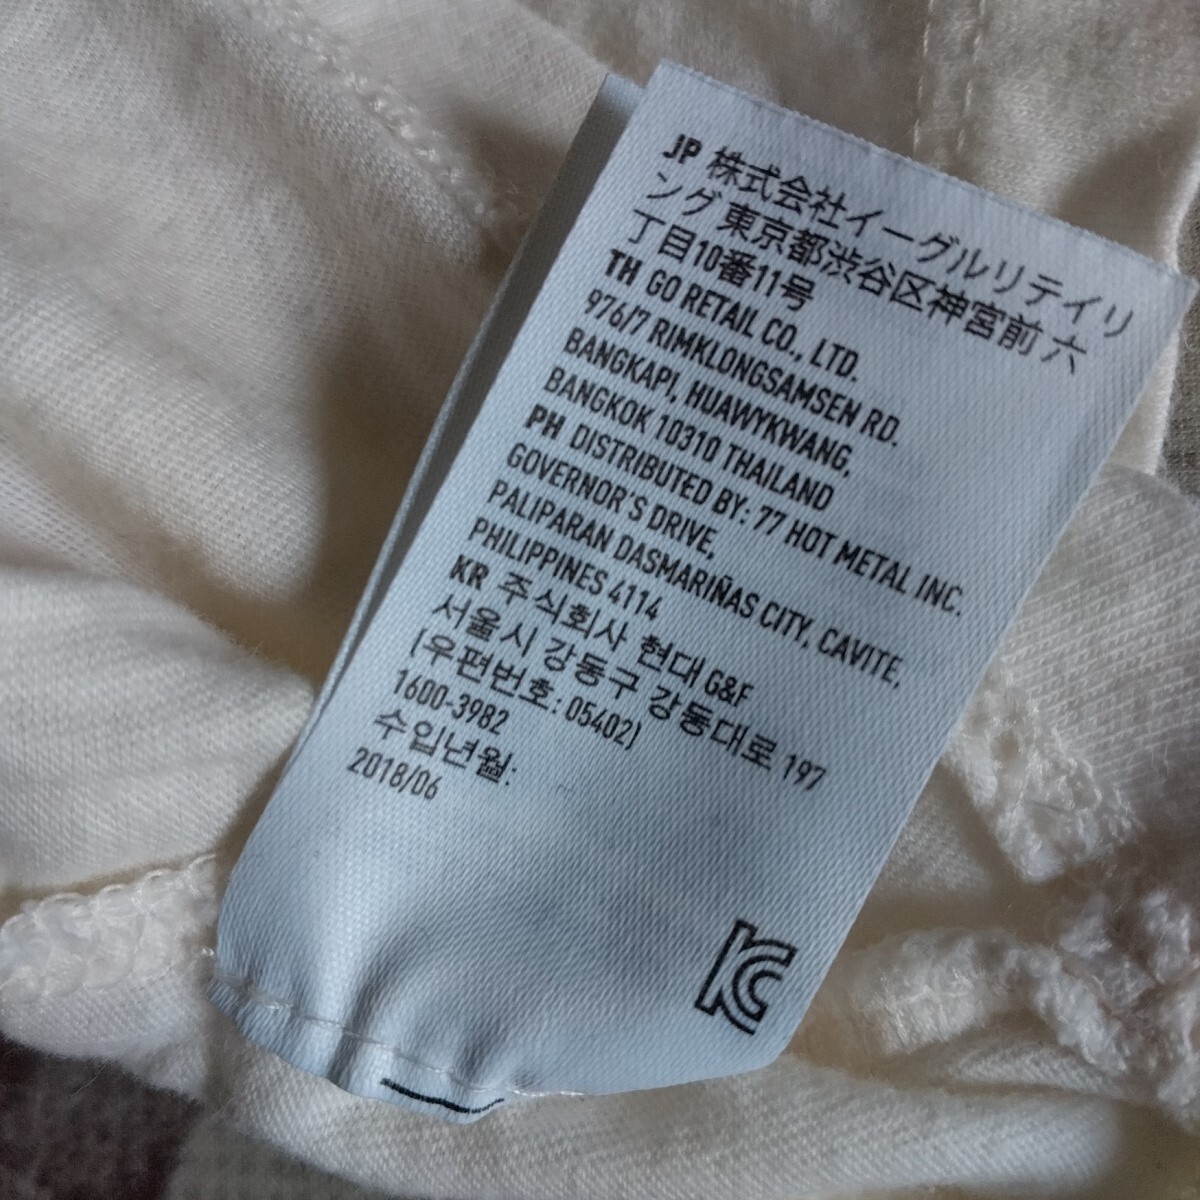 JP 株式会社イーグルリテイリ
ング 東京都渋谷区神宮前 六
丁目10番11号
TH GO RETAIL CO., LTD.
976/7 RIMKLONGSAMSEN RD.
BANGKAPI, HUAWYKWANG,
BANGKOK 10310 THAILAND
PH DISTRIBUTED BY: 77 HOT METAL INC.
GOVERNOR'S DRIVE,
PALIPARAN DASMARIÑAS CITY, CAVITE,
PHILIPPINES 4114
KR 주식회사 현대 G&F
서울시 강동구 강동대로 197
(우편번호: 05402)
1600-3982
수입년월:
2018/06
KC